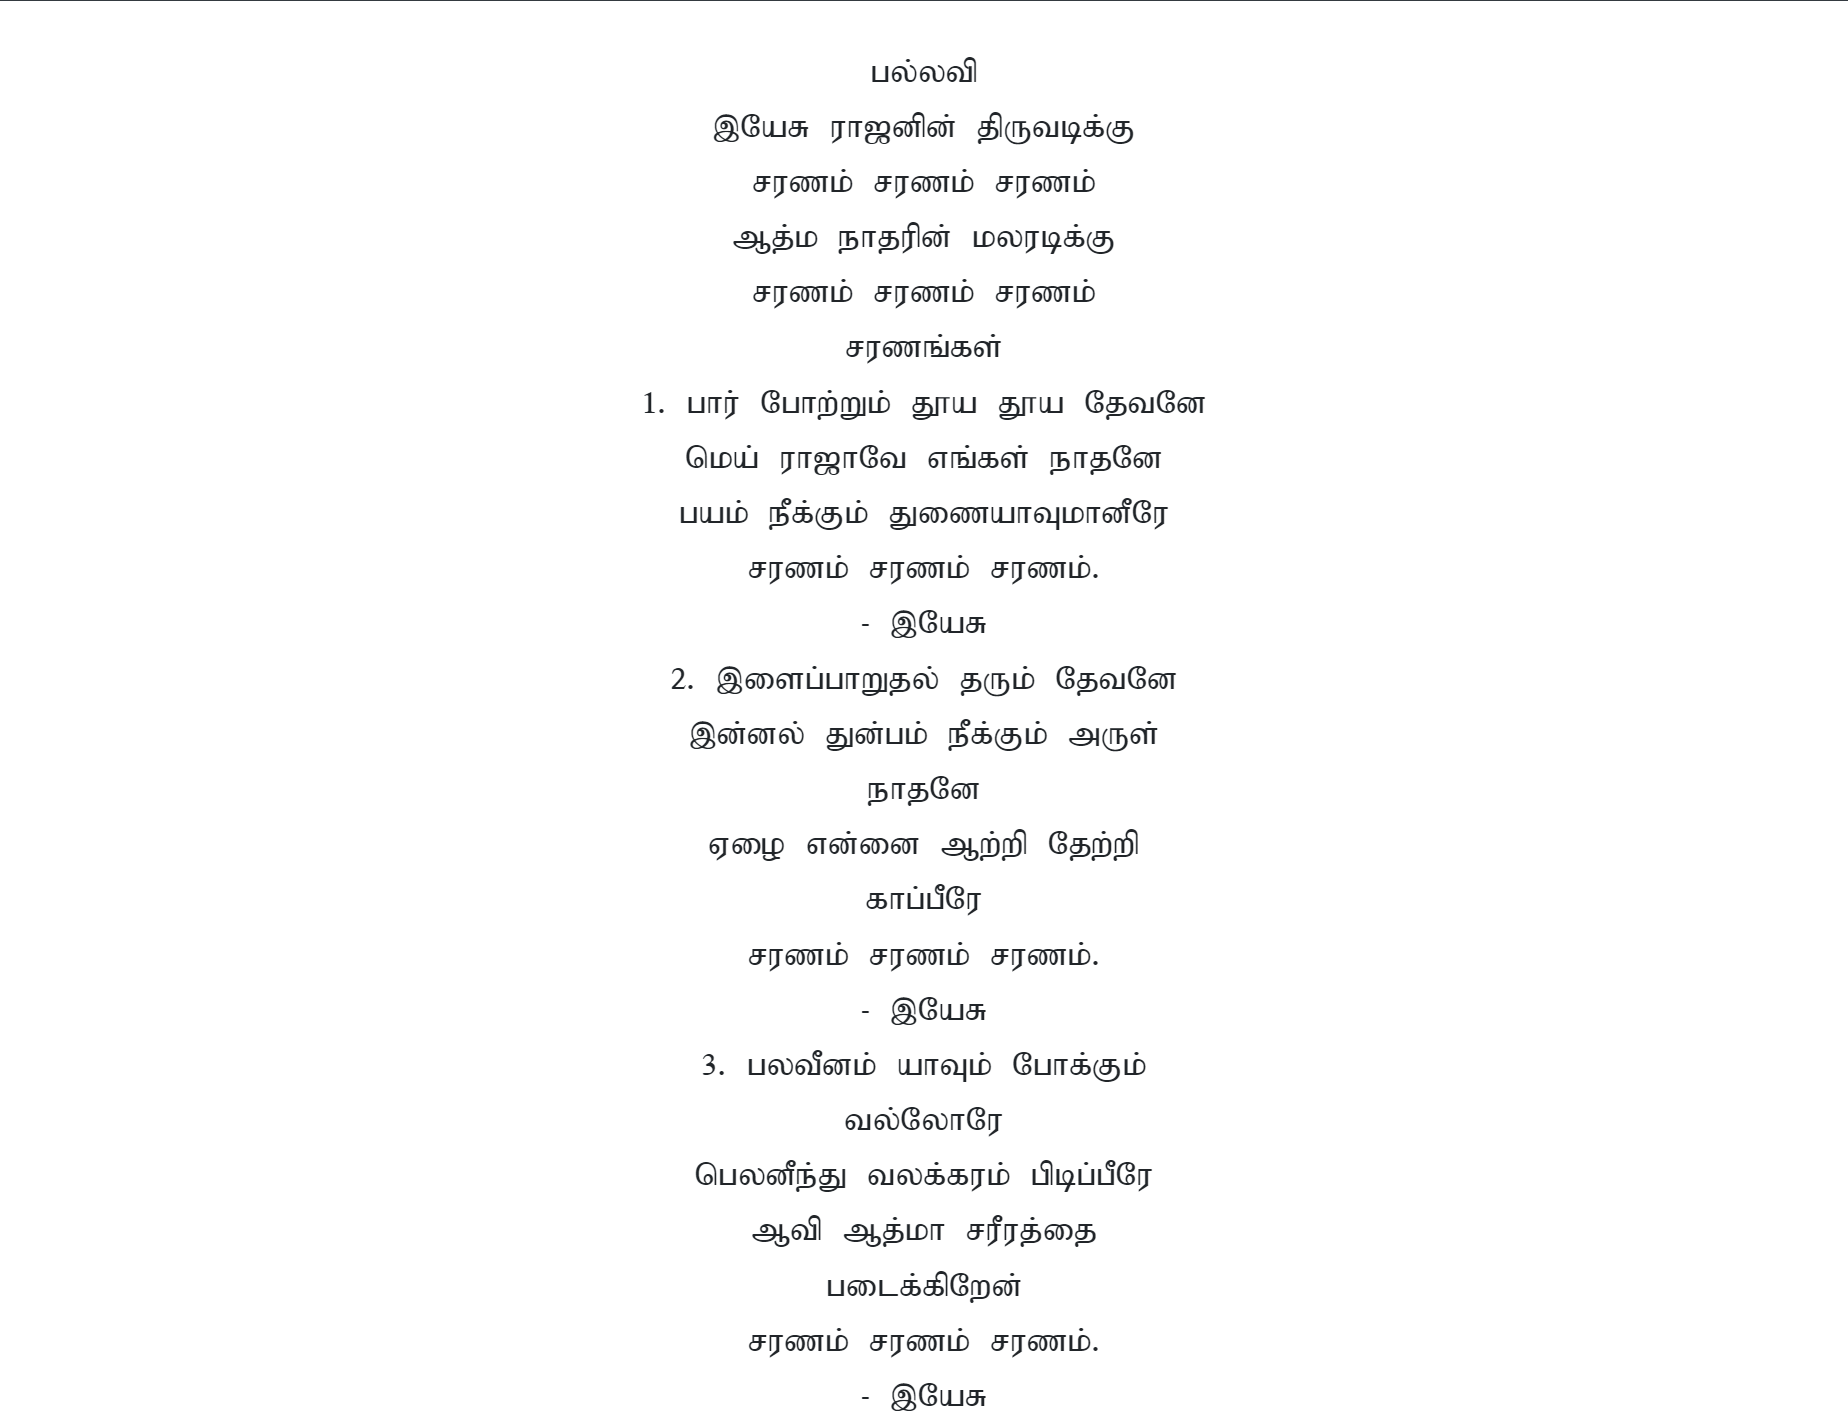 பல்லவி
இயேசு ராஜனின் திருவடிக்கு
சரணம் சரணம் சரணம்
ஆத்ம நாதரின் மலரடிக்கு
சரணம் சரணம் சரணம்
சரணங்கள்
1. பார் போற்றும் தூய தூய தேவனே
மெய் ராஜாவே எங்கள் நாதனே
பயம் நீக்கும் துணையாவுமானீரே
சரணம் சரணம் சரணம்.
- இயேசு
2. இளைப்பாறுதல் தரும் தேவனே
இன்னல் துன்பம் நீக்கும் அருள்
நாதனே
ஏழை என்னை ஆற்றி தேற்றி
காப்பீரே
சரணம் சரணம் சரணம்.
- இயேசு
3. பலவீனம் யாவும் போக்கும்
வல்லோரே
பெலனீந்து வலக்கரம் பிடிப்பீரே
ஆவி ஆத்மா சரீரத்தை
படைக்கிறேன்
சரணம் சரணம் சரணம்.
- இயேசு